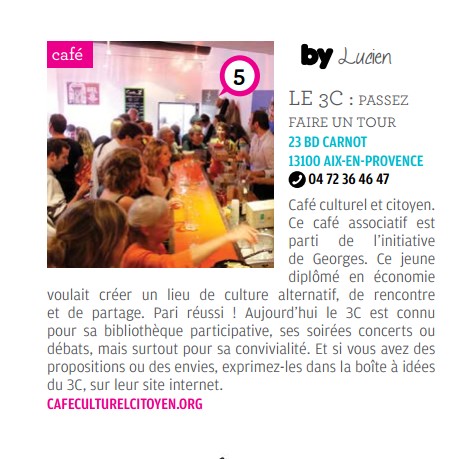 café
5
by Lucien
LE 3C : PASSEZ
FAIRE UN TOUR
23 BD CARNOT
13100 AIX-EN-PROVENCE
04 72 36 46 47
Café culturel et citoyen.
Ce café associatif est
parti de l'initiative
de Georges. Ce jeune
diplômé en économie
voulait créer un lieu de culture alternatif, de rencontre
et de partage. Pari réussi ! Aujourd'hui le 3C est connu
pour sa bibliothèque participative, ses soirées concerts ou
débats, mais surtout pour sa convivialité. Et si vous avez des
propositions ou des envies, exprimez-les dans la boîte à idées
du 3C, sur leur site internet.
CAFECULTURELCITOYEN.ORG